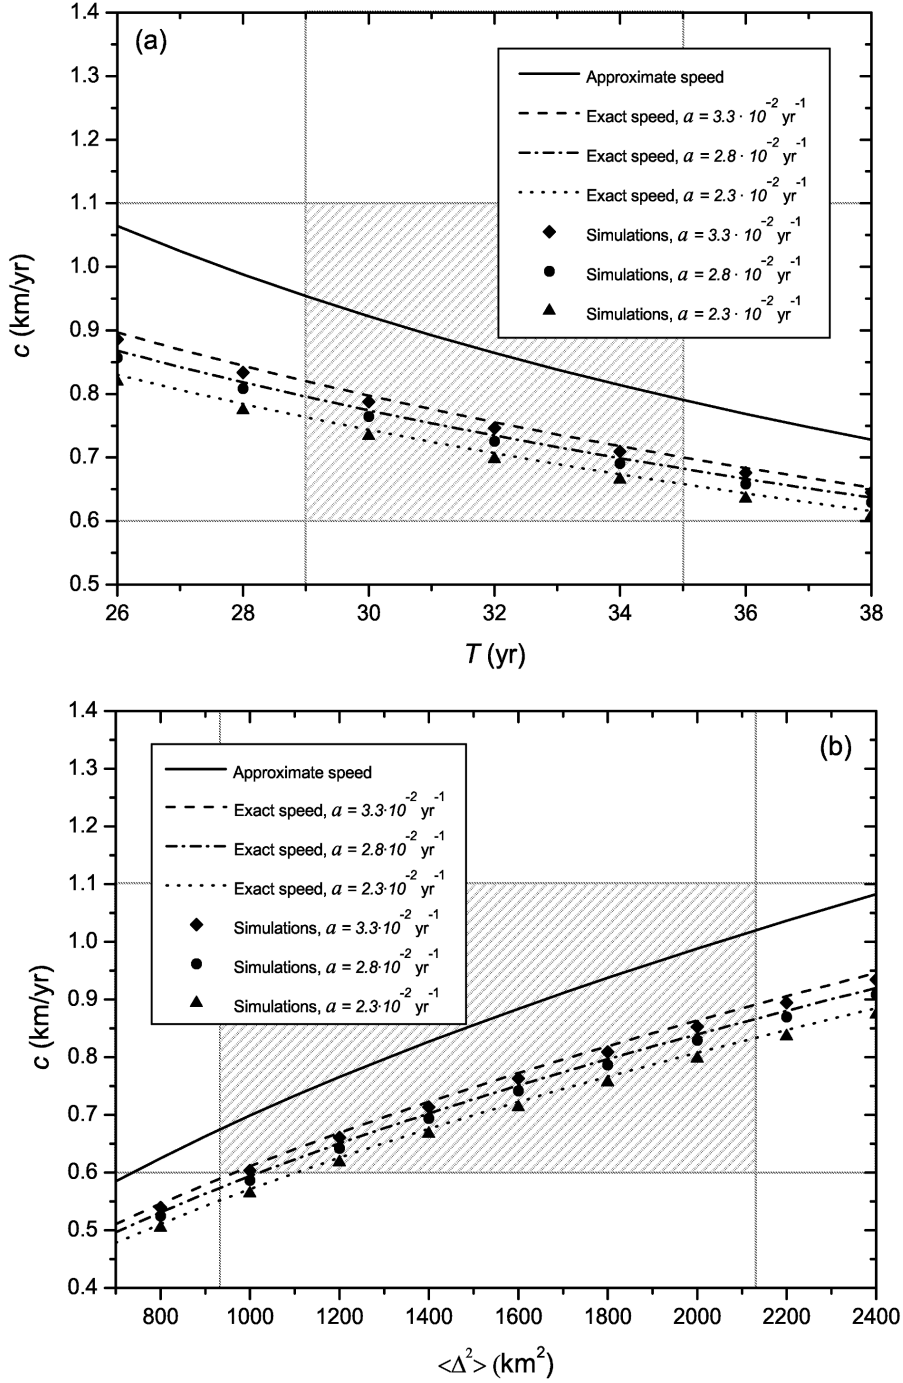 (a)
1.4
1.3
1.2
1.1
1.0
0.9
0.8
0.7
0.6
0.5
c (km/yr)
Approximate speed
Exact speed, a = 3.3 · 10⁻² yr⁻¹
Exact speed, a = 2.8 · 10⁻² yr⁻¹
Exact speed, a = 2.3 · 10⁻² yr⁻¹
Simulations, a = 3.3 · 10⁻² yr⁻¹
Simulations, a = 2.8 · 10⁻² yr⁻¹
Simulations, a = 2.3 · 10⁻² yr⁻¹
26 28 30 32 34 36 38
T (yr)
(b)
1.4
1.3
1.2
1.1
1.0
0.9
0.8
0.7
0.6
0.5
0.4
c (km/yr)
Approximate speed
Exact speed, a = 3.3·10⁻² yr⁻¹
Exact speed, a = 2.8·10⁻² yr⁻¹
Exact speed, a = 2.3·10⁻² yr⁻¹
Simulations, a = 3.3·10⁻² yr⁻¹
Simulations, a = 2.8·10⁻² yr⁻¹
Simulations, a = 2.3·10⁻² yr⁻¹
800 1000 1200 1400 1600 1800 2000 2200 2400
<Δ²> (km²)